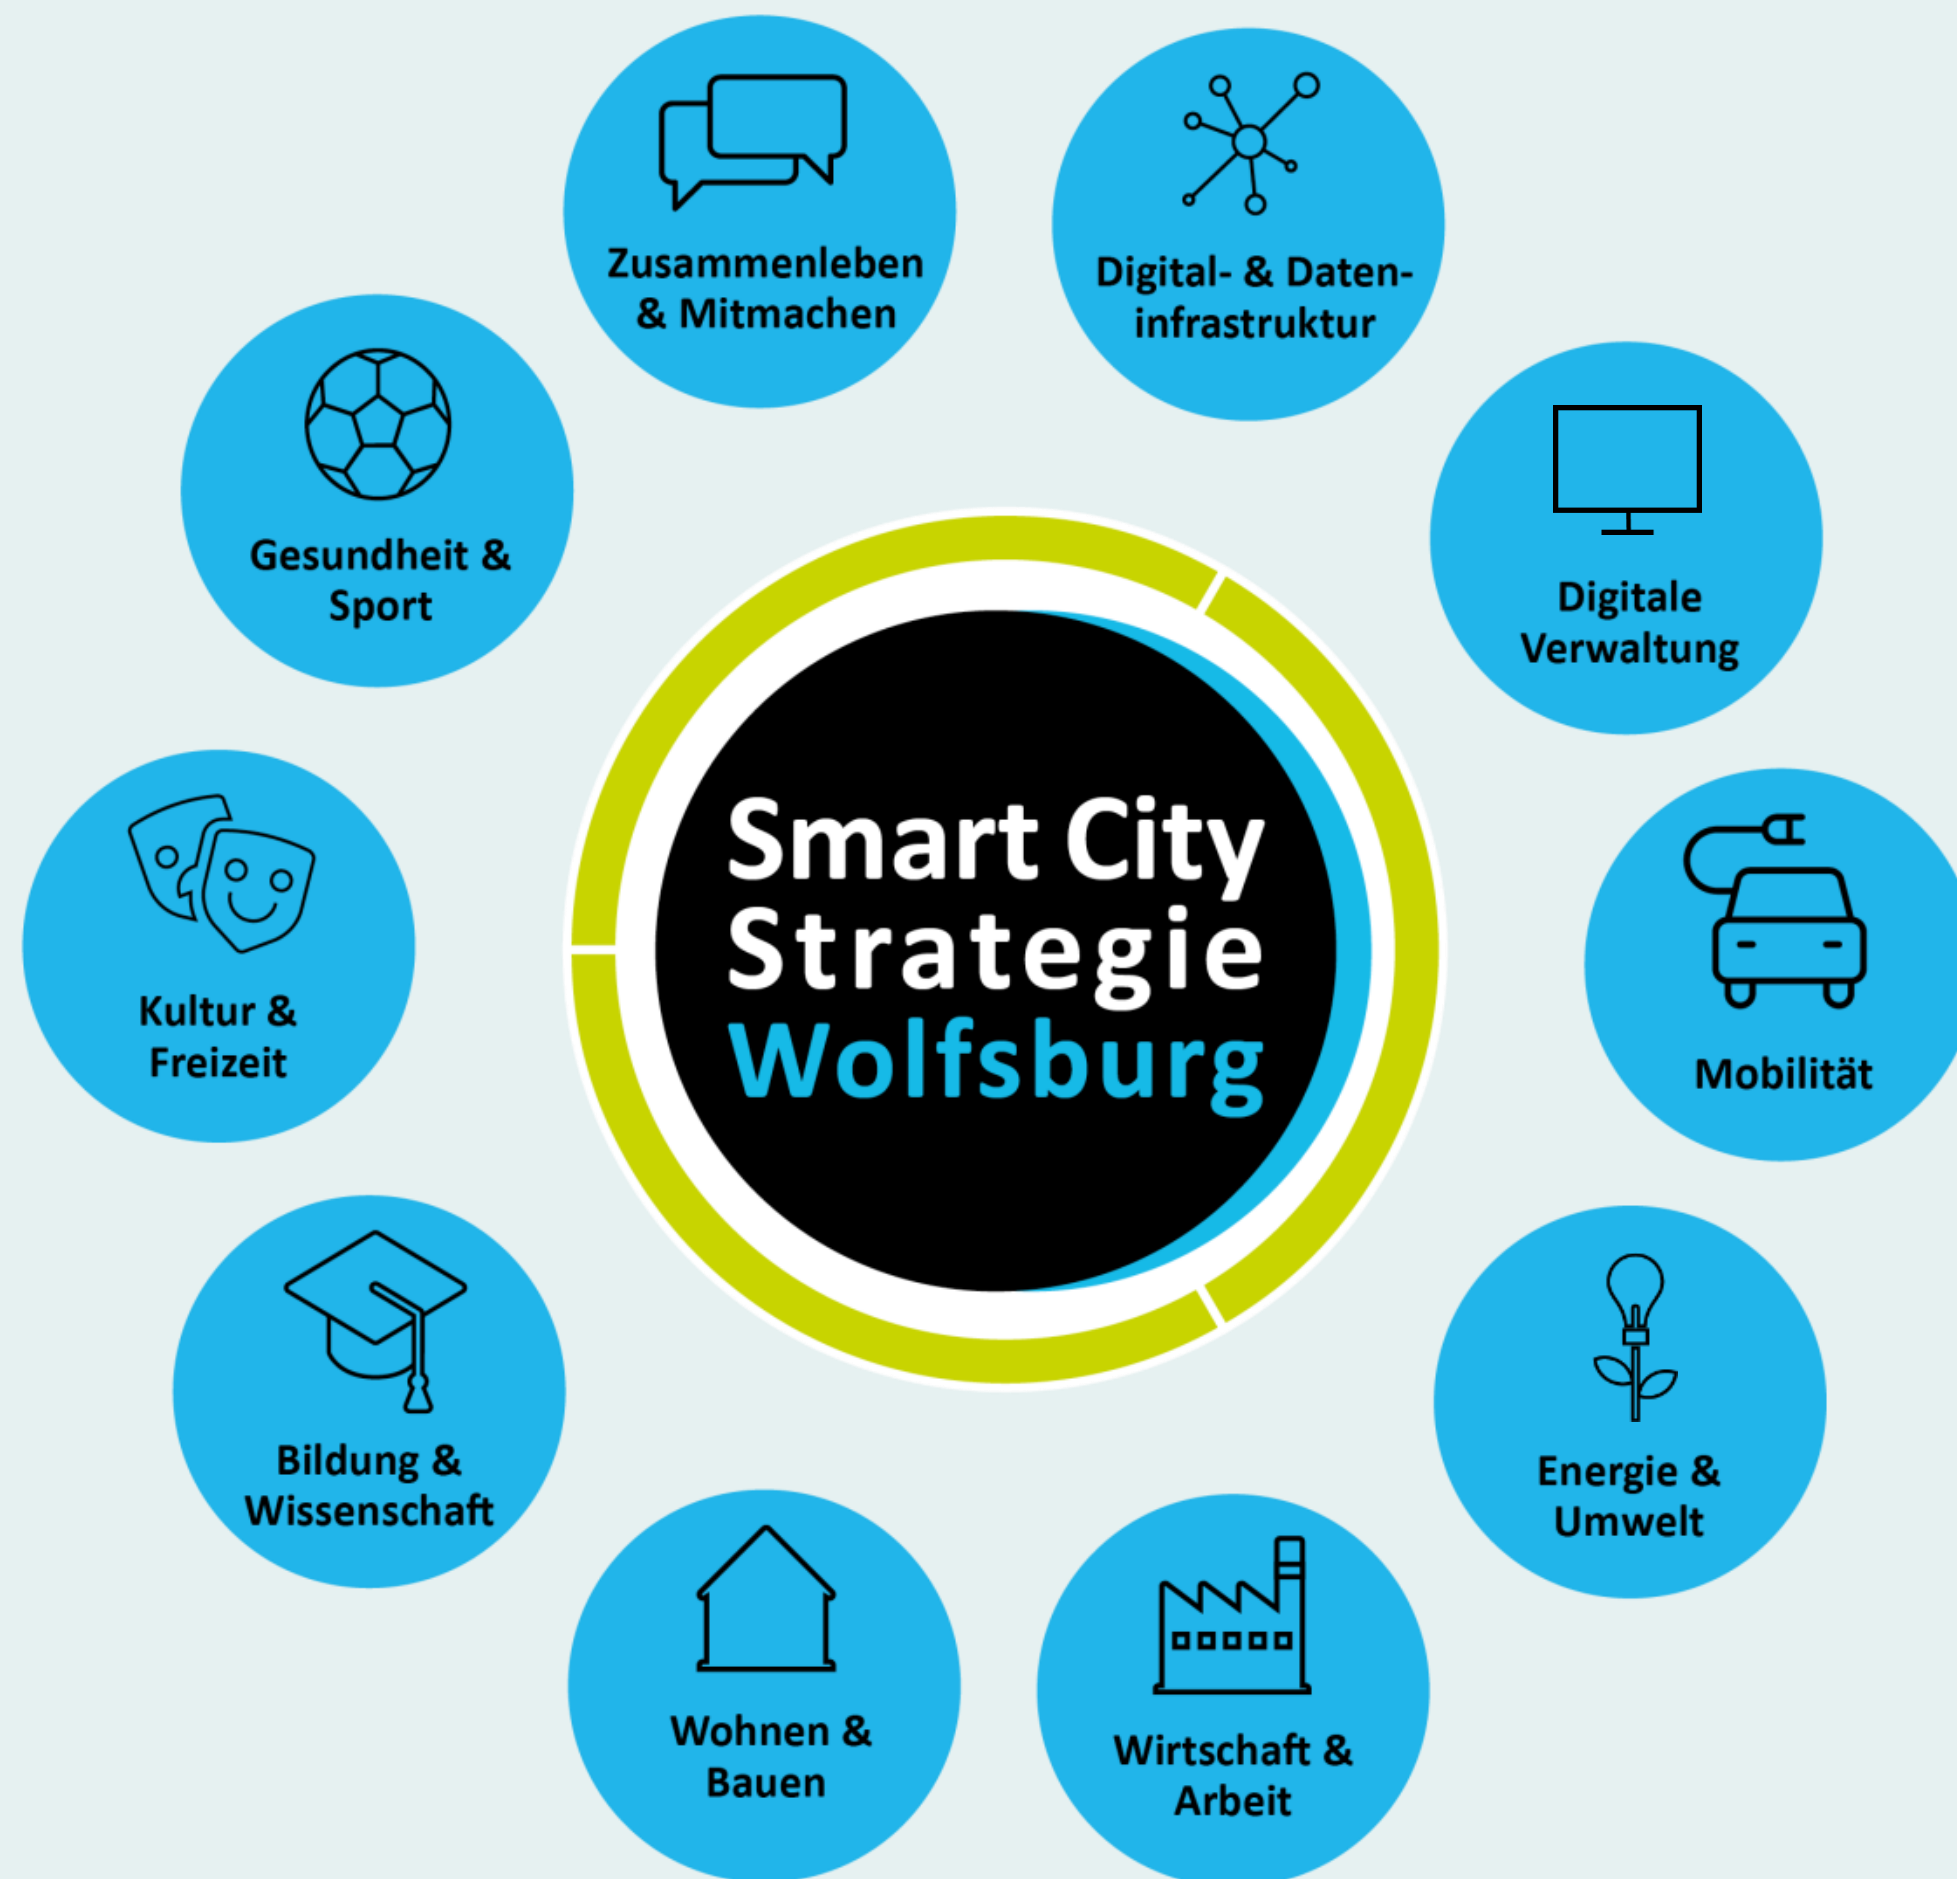 Zusammenleben
& Mitmachen
Digital- & Daten-
infrastruktur
Digitale
Verwaltung
Mobilität
Energie &
Umwelt
Wirtschaft &
Arbeit
Wohnen &
Bauen
Bildung &
Wissenschaft
Kultur &
Freizeit
Gesundheit &
Sport
Smart City
Strategie
Wolfsburg